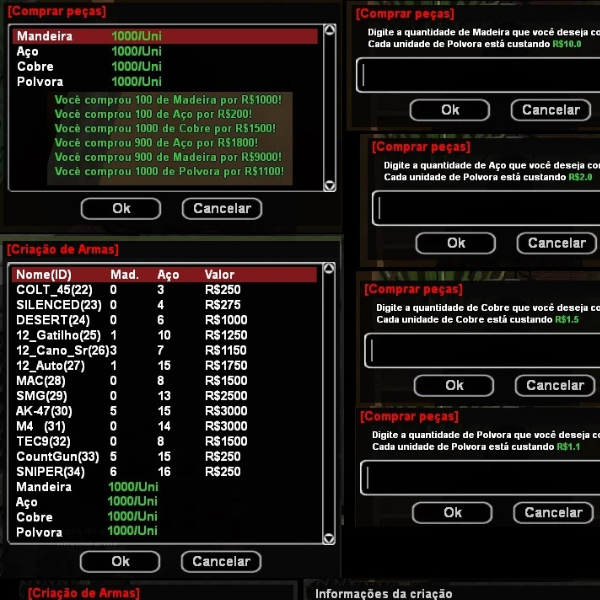 [Comprar peças]
Mandeira 1000/Uni
Aço 1000/Uni
Cobre 1000/Uni
Polvora 1000/Uni
Você comprou 100 de Madeira por R$1000!
Você comprou 100 de Aço por R$200!
Você comprou 1000 de Cobre por R$1500!
Você comprou 900 de Aço por R$1800!
Você comprou 900 de Madeira por R$9000!
Você comprou 1000 de Polvora por R$1100!
Ok Cancelar
[Criação de Armas]
Nome(ID) Mad. Aço Valor
COLT_45(22) 0 3 R$250
SILENCED(23) 0 4 R$275
DESERT(24) 0 6 R$1000
12_Gatilho(25) 1 10 R$1250
12_Cano_Sr(26)3 7 R$1150
12_Auto(27) 1 15 R$1750
MAC(28) 0 8 R$1500
SMG(29) 0 13 R$2500
AK-47(30) 5 15 R$3000
M4 (31) 0 14 R$3000
TEC9(32) 0 8 R$1500
CountGun(33) 5 15 R$250
SNIPER(34) 6 16 R$250
Mandeira 1000/Uni
Aço 1000/Uni
Cobre 1000/Uni
Polvora 1000/Uni
Ok Cancelar
[Criação de Armas]
[Comprar peças]
Digite a quantidade de Madeira que você deseja co
Cada unidade de Polvora está custando R$10.0
Ok Cancelar
[Comprar peças]
Digite a quantidade de Aço que você deseja co
Cada unidade de Polvora está custando R$2.0
Ok Cancelar
[Comprar peças]
Digite a quantidade de Cobre que você deseja co
Cada unidade de Cobre está custando R$1.5
Ok Cancelar
[Comprar peças]
Digite a quantidade de Polvora que você deseja co
Cada unidade de Polvora está custando R$1.1
Ok Cancelar
Informações da criação